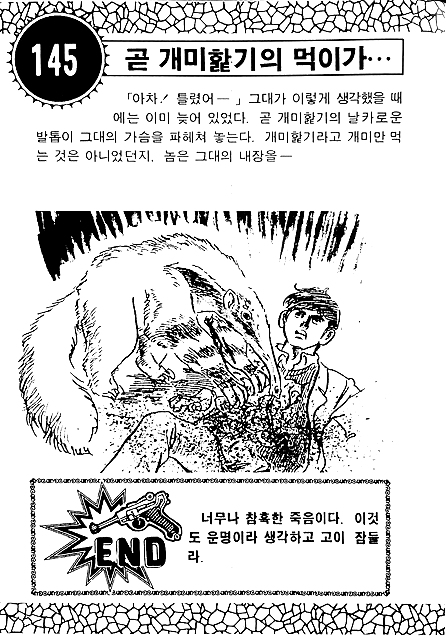 145
곧 개미핥기의 먹이가…
「아차! 틀렸어─」 그대가 이렇게 생각했을 때
에는 이미 늦어 있었다. 곧 개미핥기의 날카로운
발톱이 그대의 가슴을 파헤쳐 놓는다. 개미핥기라고 개미만 먹
는 것은 아니었던지, 놈은 그대의 내장을─
END
너무나 참혹한 죽음이다. 이것
도 운명이라 생각하고 고이 잠들
라.